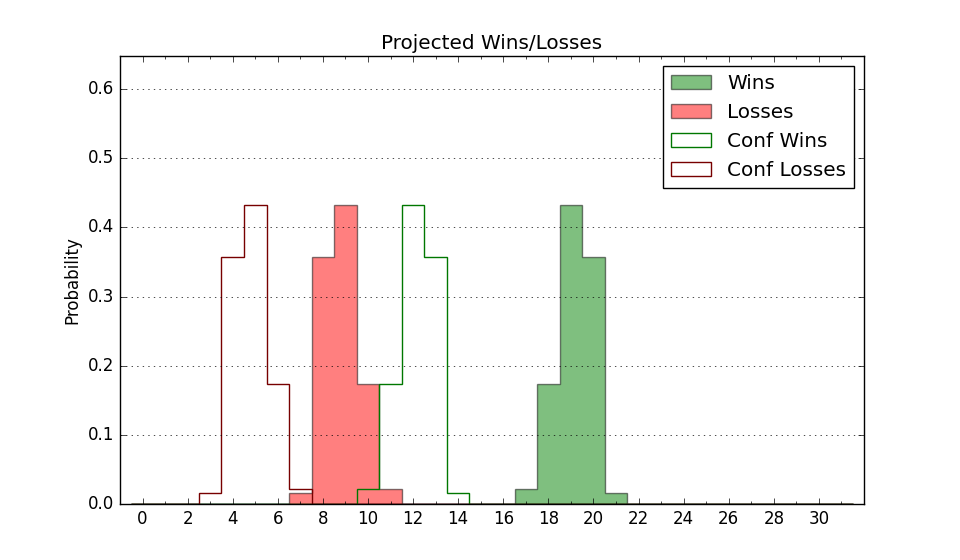 Projected Wins/Losses
Probability
0.6
0.5
0.4
0.3
0.2
0.1
0.0
Wins
Losses
Conf Wins
Conf Losses
0 2 4 6 8 10 12 14 16 18 20 22 24 26 28 30